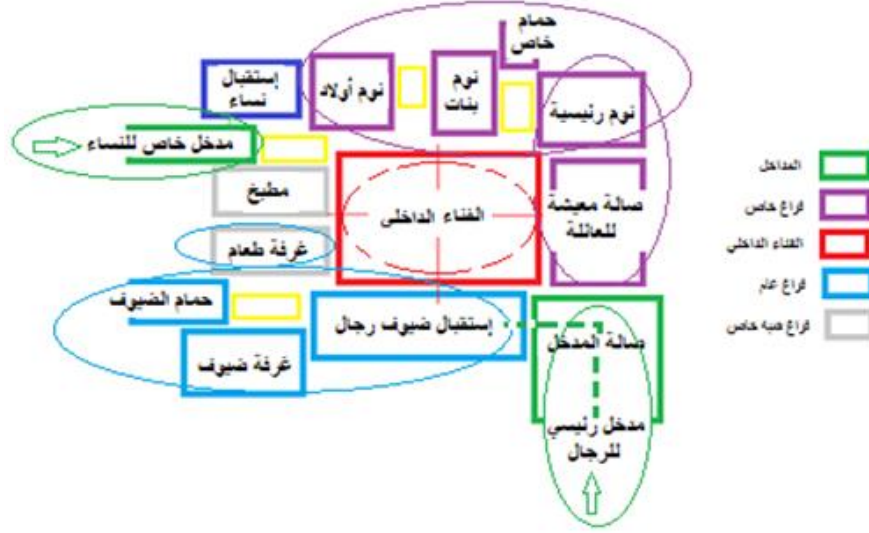 حمام
خاص
إستقبال
نساء
نوم أولاد
نوم
بنات
نوم رئيسية
مدخل خاص للنساء
مطبخ
الفناء الداخلى
صالة معيشة
للعائلة
غرفة طعام
حمام الضيوف
إستقبال ضيوف رجال
صالة المدخل
غرفة ضيوف
مدخل رئيسي
للرجال
المداخل
فراغ خاص
الفناء الداخلي
فراغ عام
فراغ شبه خاص